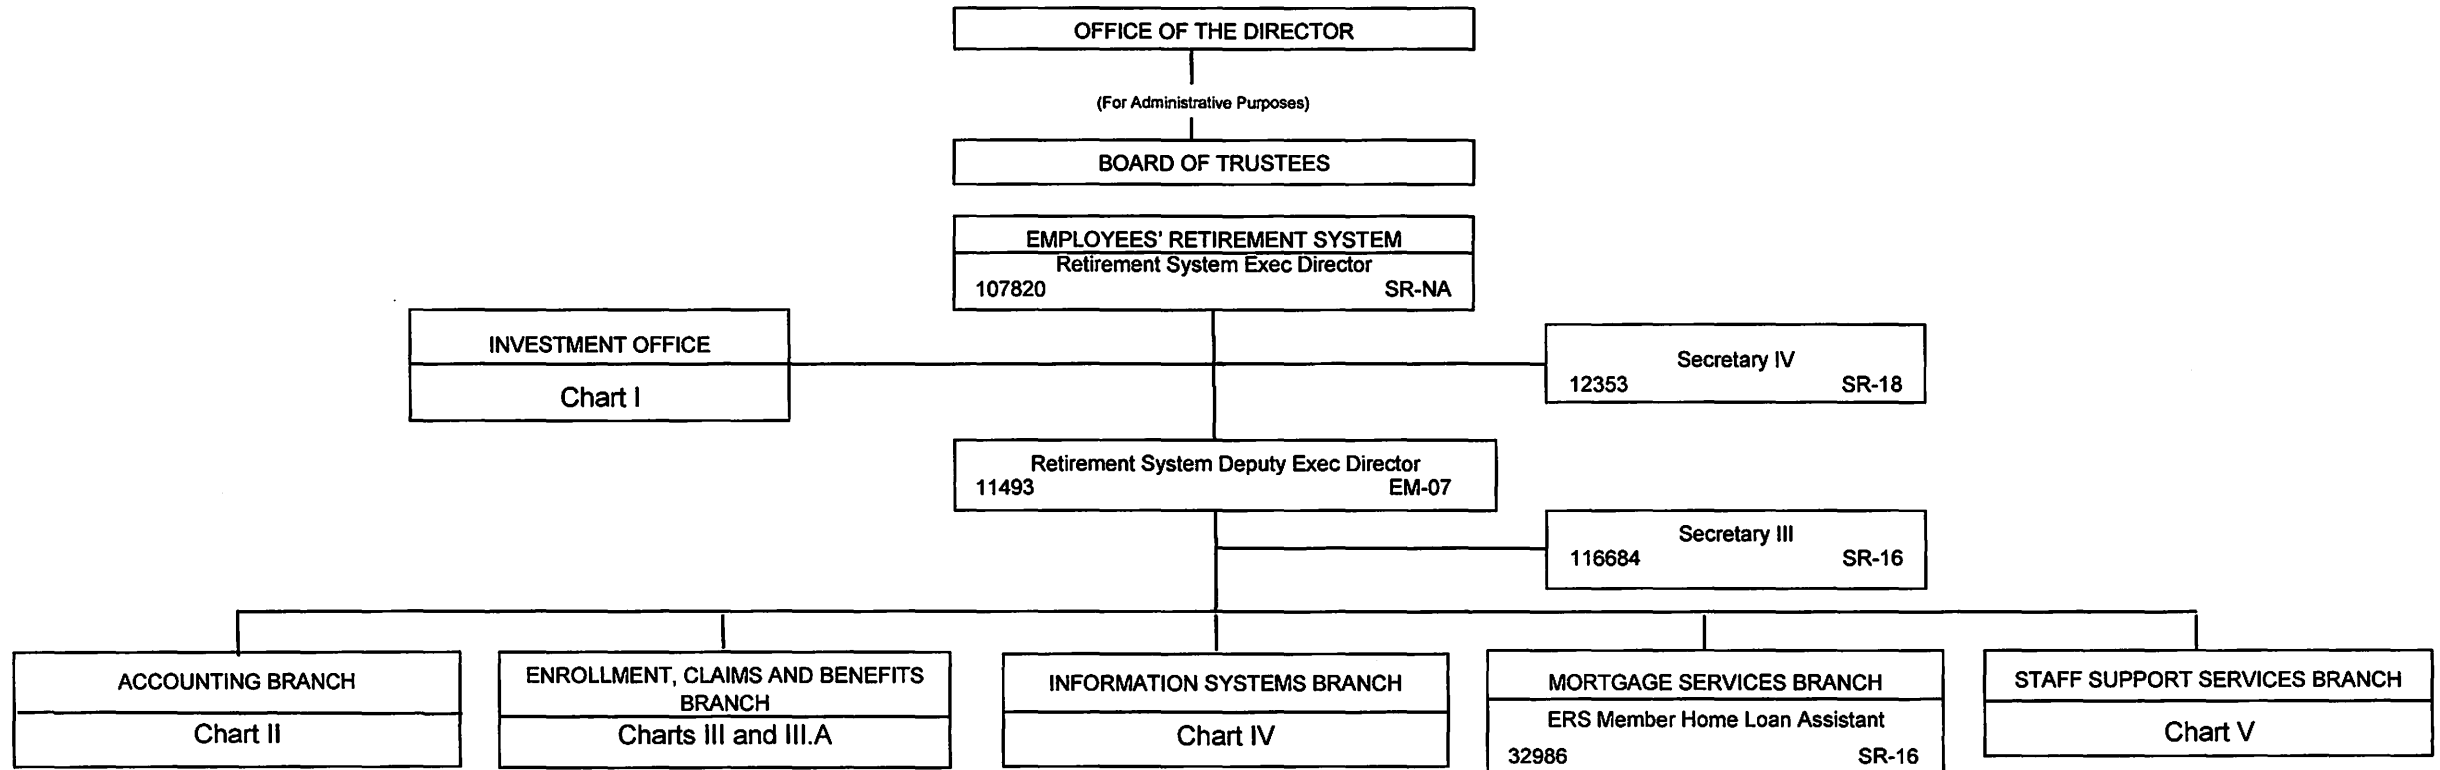 OFFICE OF THE DIRECTOR
(For Administrative Purposes)
BOARD OF TRUSTEES
EMPLOYEES' RETIREMENT SYSTEM
Retirement System Exec Director
107820 SR-NA
INVESTMENT OFFICE
Chart I
Secretary IV
12353 SR-18
Retirement System Deputy Exec Director
11493 EM-07
Secretary III
116684 SR-16
ACCOUNTING BRANCH
Chart II
ENROLLMENT, CLAIMS AND BENEFITS
BRANCH
Charts III and III.A
INFORMATION SYSTEMS BRANCH
Chart IV
MORTGAGE SERVICES BRANCH
ERS Member Home Loan Assistant
32986 SR-16
STAFF SUPPORT SERVICES BRANCH
Chart V